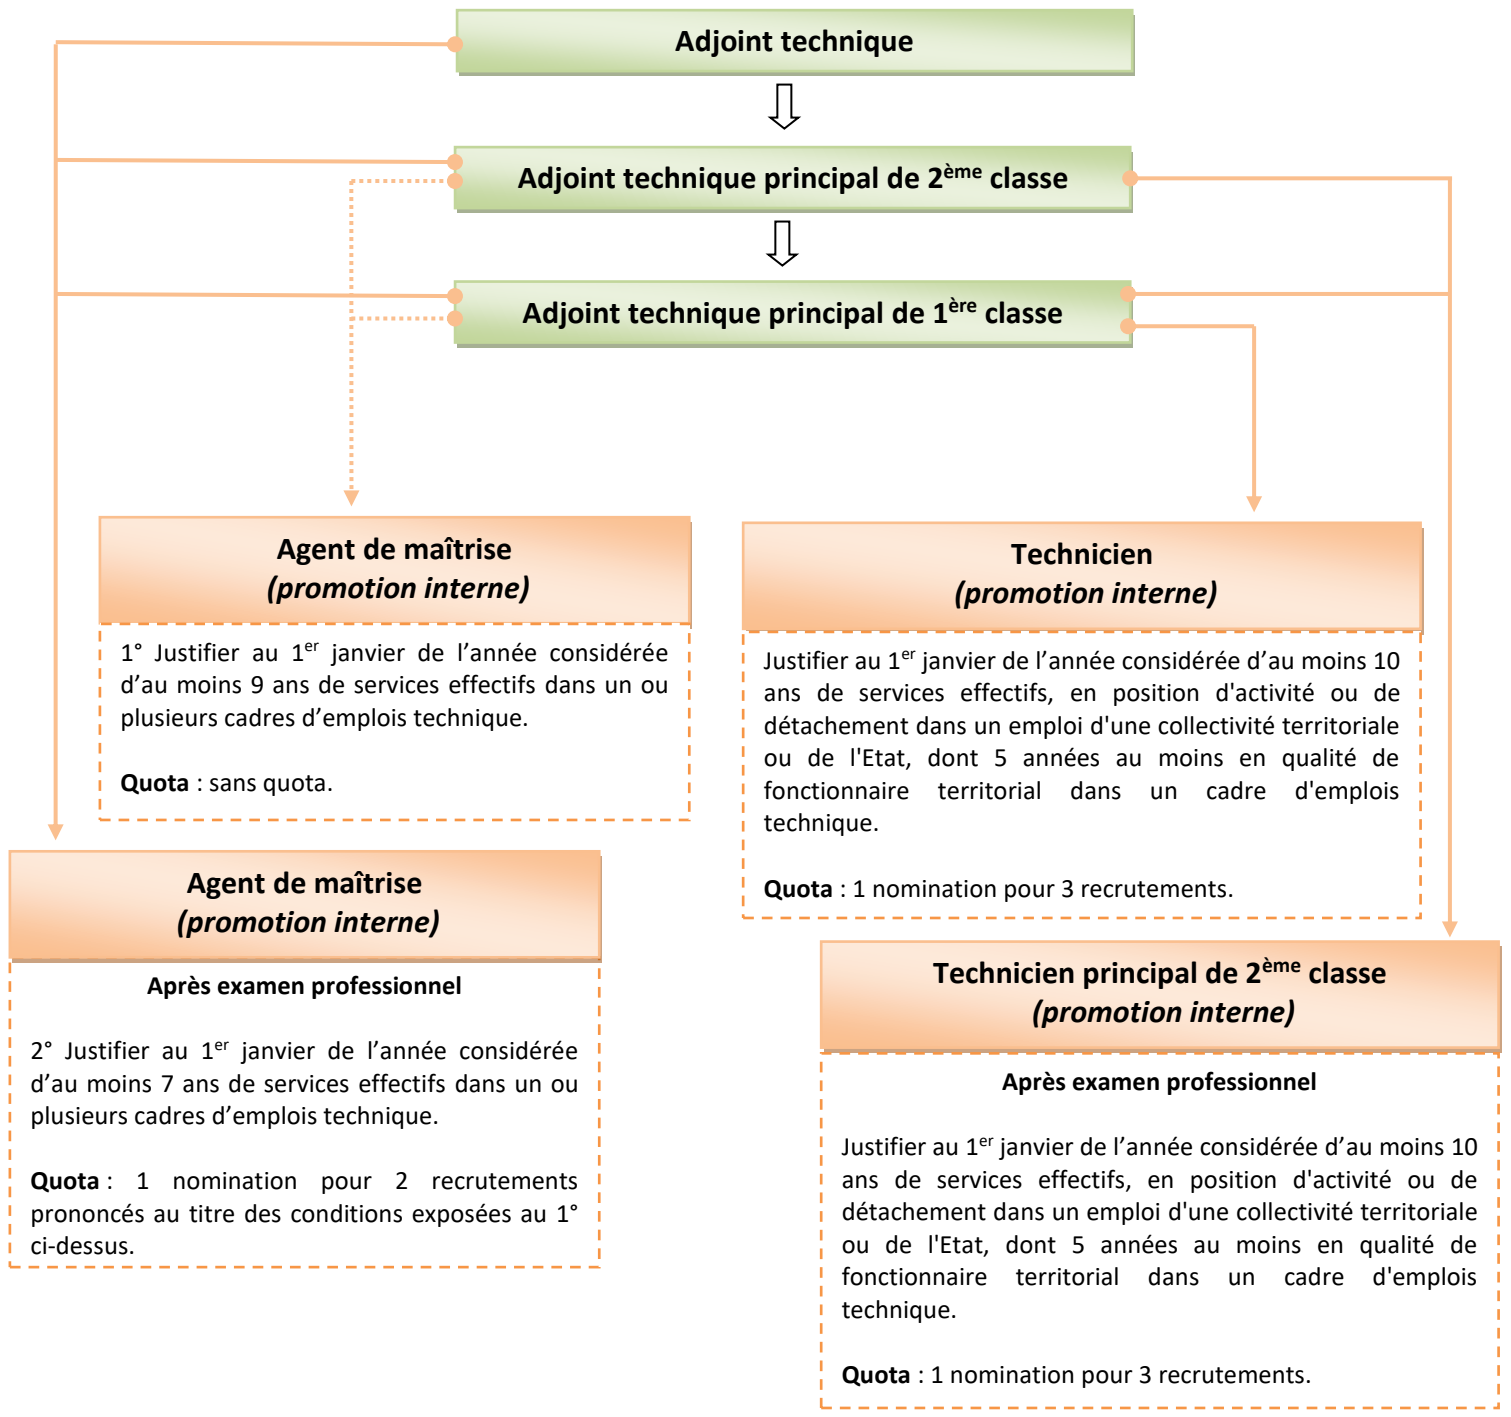 Adjoint technique
Adjoint technique principal de 2ème classe
Adjoint technique principal de 1ère classe
Agent de maîtrise
(promotion interne)
1° Justifier au 1er janvier de l’année considérée
d’au moins 9 ans de services effectifs dans un ou
plusieurs cadres d’emplois technique.
Quota : sans quota.
Technicien
(promotion interne)
Justifier au 1er janvier de l’année considérée d’au moins 10
ans de services effectifs, en position d'activité ou de
détachement dans un emploi d'une collectivité territoriale
ou de l'Etat, dont 5 années au moins en qualité de
fonctionnaire territorial dans un cadre d'emplois
technique.
Quota : 1 nomination pour 3 recrutements.
Agent de maîtrise
(promotion interne)
Après examen professionnel
2° Justifier au 1er janvier de l’année considérée
d’au moins 7 ans de services effectifs dans un ou
plusieurs cadres d’emplois technique.
Quota : 1 nomination pour 2 recrutements
prononcés au titre des conditions exposées au 1°
ci-dessus.
Technicien principal de 2ème classe
(promotion interne)
Après examen professionnel
Justifier au 1er janvier de l’année considérée d’au moins 10
ans de services effectifs, en position d'activité ou de
détachement dans un emploi d'une collectivité territoriale
ou de l'Etat, dont 5 années au moins en qualité de
fonctionnaire territorial dans un cadre d'emplois
technique.
Quota : 1 nomination pour 3 recrutements.